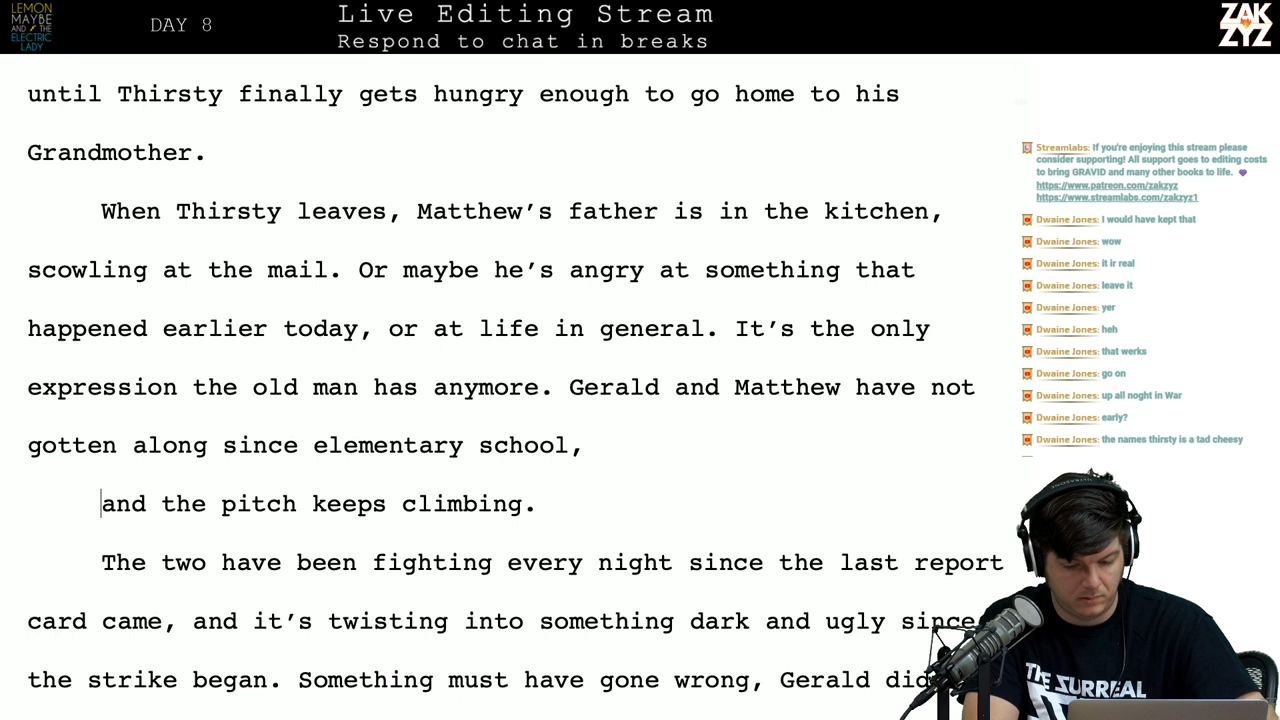 LEMON
MAYBE
AND THE
ELECTRIC
LADY
DAY 8
Live Editing Stream
Respond to chat in breaks
ZAK
ZYZ
until Thirsty finally gets hungry enough to go home to his
Grandmother.
When Thirsty leaves, Matthew’s father is in the kitchen,
scowling at the mail. Or maybe he’s angry at something that
happened earlier today, or at life in general. It’s the only
expression the old man has anymore. Gerald and Matthew have not
gotten along since elementary school,
and the pitch keeps climbing.
The two have been fighting every night since the last report
card came, and it’s twisting into something dark and ugly since
the strike began. Something must have gone wrong, Gerald did
Streamlabs: If you're enjoying this stream please
consider supporting! All support goes to editing costs
to bring GRAVID and many other books to life. 💜
https://www.patreon.com/zakzyz
https://www.streamlabs.com/zakzyz1
Dwaine Jones: I would have kept that
Dwaine Jones: wow
Dwaine Jones: it ir real
Dwaine Jones: leave it
Dwaine Jones: yer
Dwaine Jones: heh
Dwaine Jones: that werks
Dwaine Jones: go on
Dwaine Jones: up all noght in War
Dwaine Jones: early?
Dwaine Jones: the names thirsty is a tad cheesy
THE SURREAL